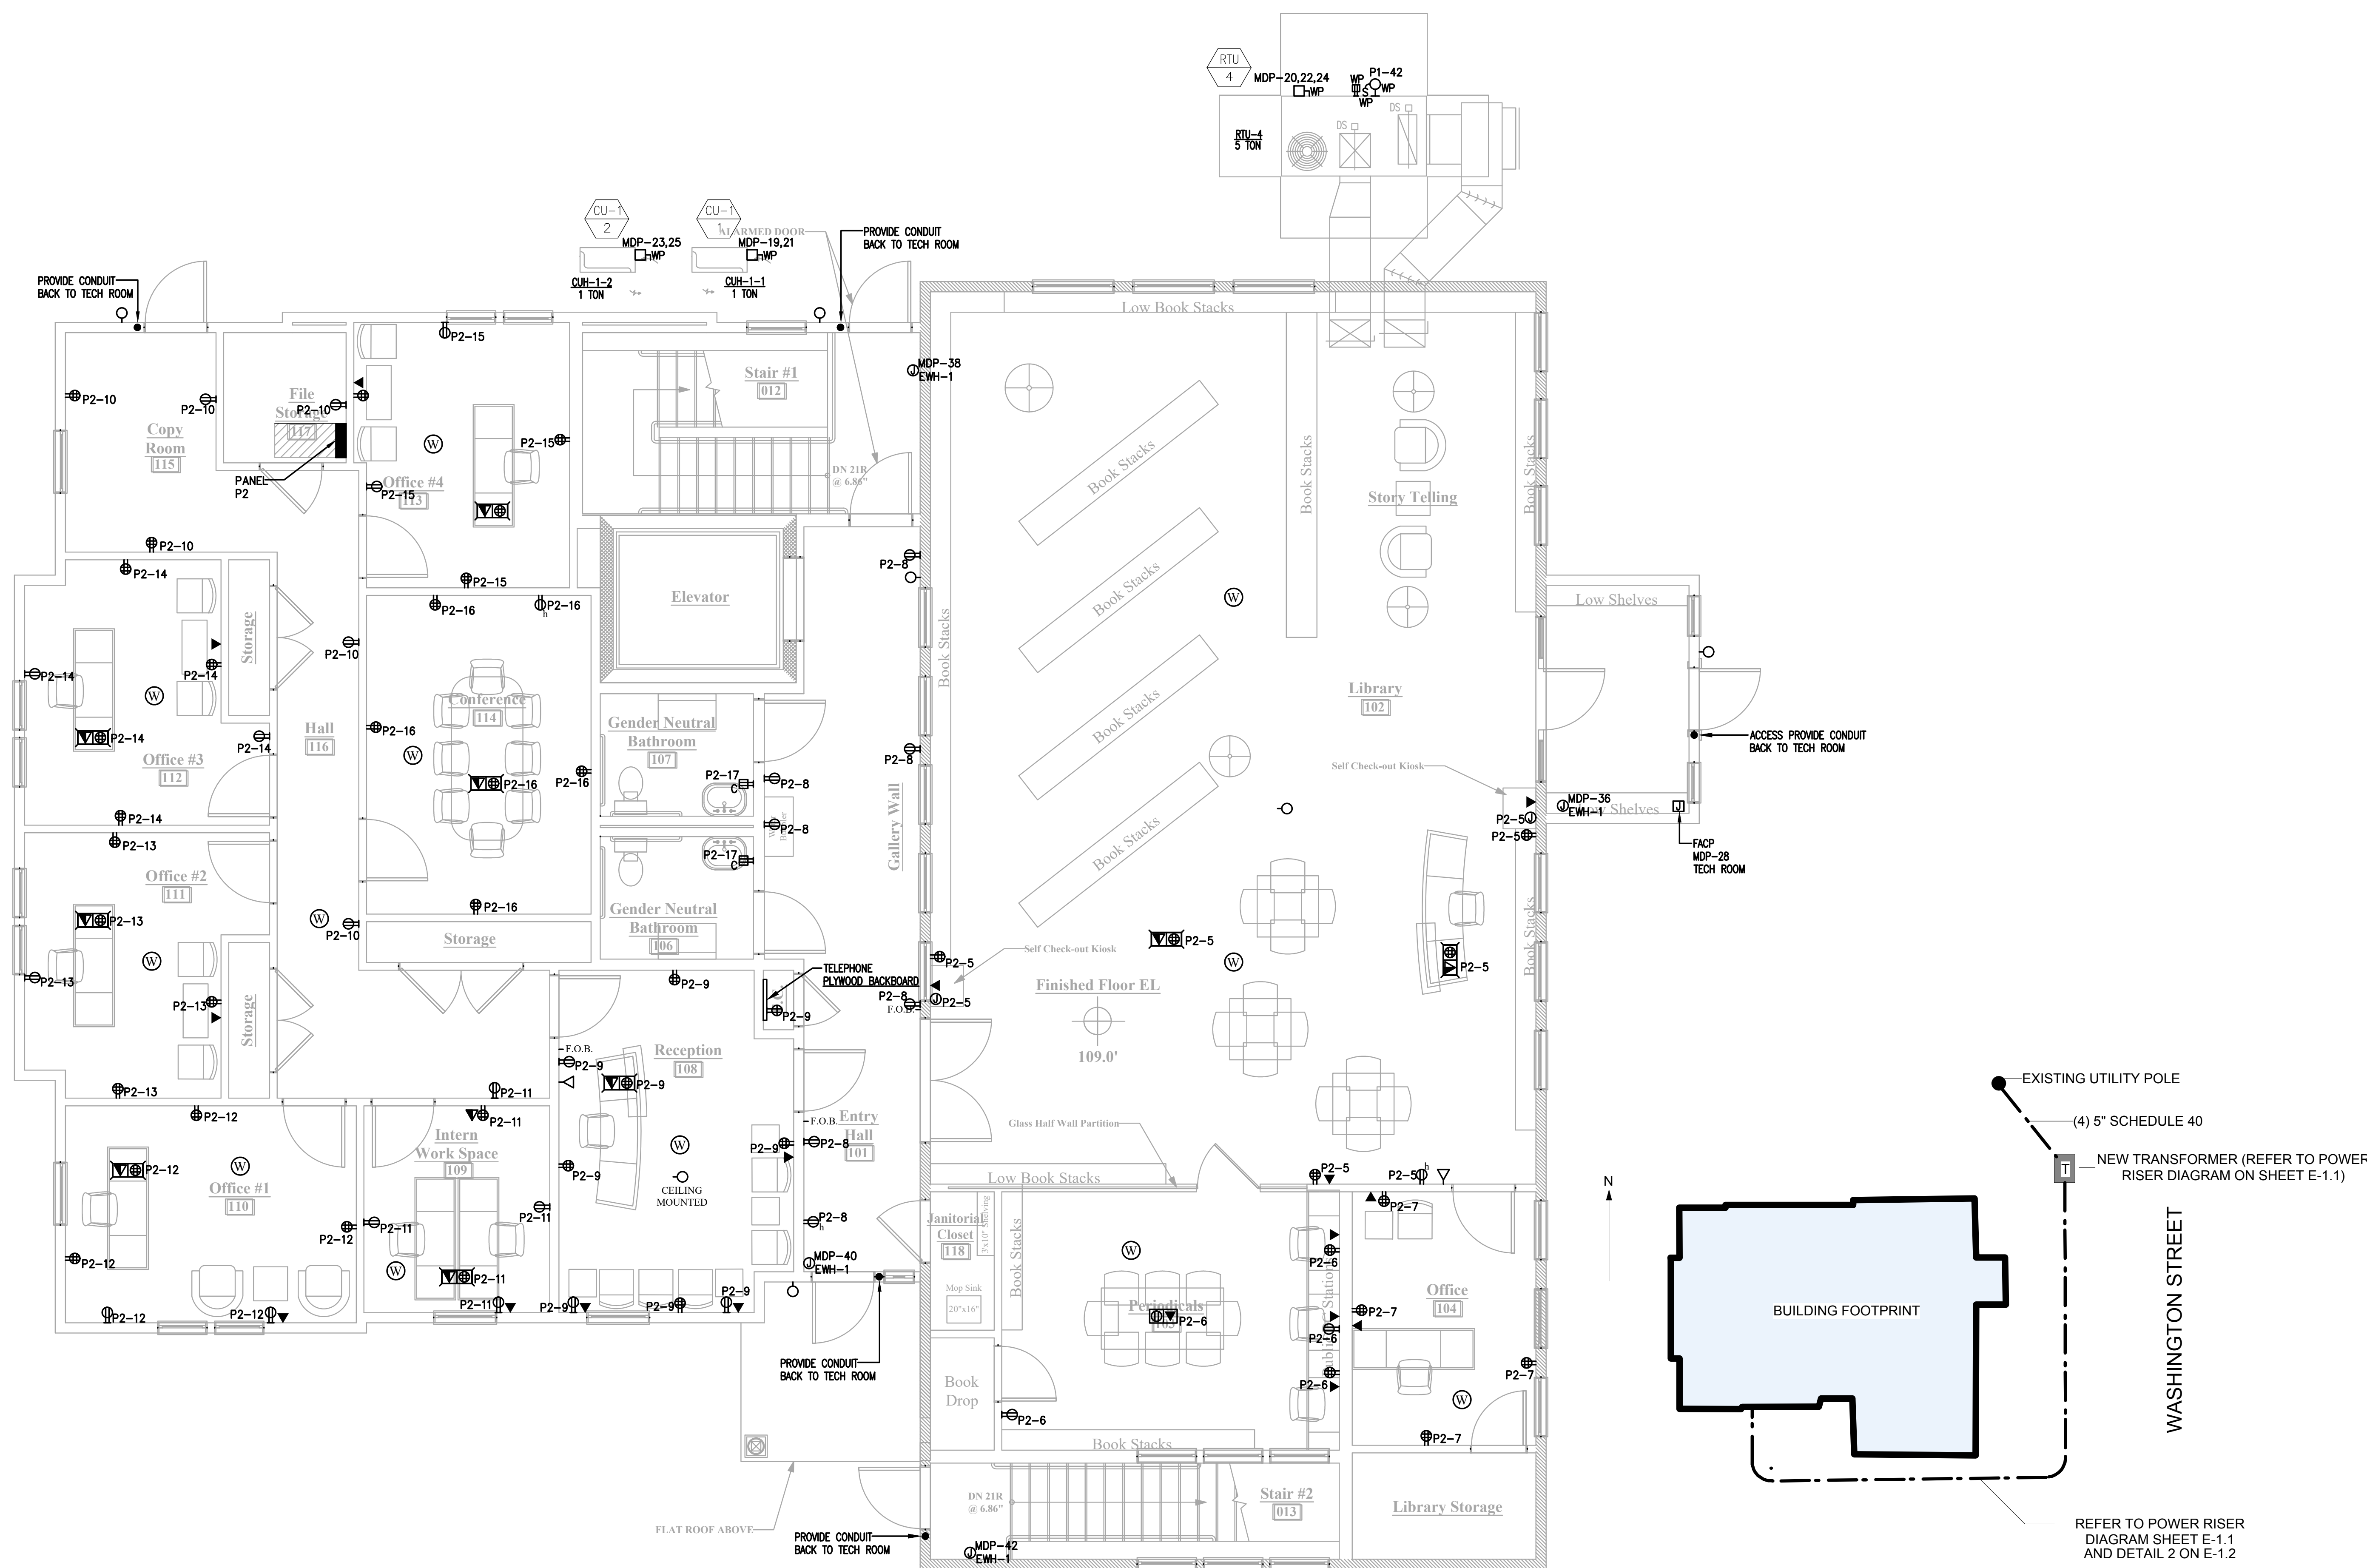 RTU
4
MDP-20,22,24
WP
WP
P1-42
S
WP
WP
DS
DS
RTU-4
5 TON
CU-1
2
CU-1
1
ALARMED DOOR
MDP-23,25
WP
MDP-19,21
WP
PROVIDE CONDUIT
BACK TO TECH ROOM
CUH-1-2
1 TON
CUH-1-1
1 TON
PROVIDE CONDUIT
BACK TO TECH ROOM
Low Book Stacks
P2-15
MDP-38
EWH-1
Stair #1
012
File
Storage
117
P2-10
P2-10
P2-10
Copy
Room
115
W
P2-15
Book Stacks
Book Stacks
Book Stacks
DN 21R
@ 6.86"
PANEL
P2
Office #4
113
P2-15
Story Telling
P2-10
P2-14
P2-15
P2-8
P2-16
P2-16
h
Elevator
Book Stacks
W
Low Shelves
Storage
P2-10
P2-14
P2-14
W
Book Stacks
Library
102
Conference
114
P2-16
W
Hall
116
Gender Neutral
Bathroom
107
Book Stacks
P2-14
P2-14
Office #3
112
P2-8
ACCESS PROVIDE CONDUIT
BACK TO TECH ROOM
P2-16
P2-16
P2-17
C
P2-8
Self Check-out Kiosk
Gallery Wall
J
MDP-36
EWH-1
Low Shelves
J
P2-14
P2-8
P2-5
J
P2-5
Book Stacks
P2-13
P2-17
C
FACP
MDP-28
TECH ROOM
Office #2
111
P2-13
W
P2-10
P2-16
Gender Neutral
Bathroom
106
Storage
Book Stacks
P2-5
Self Check-out Kiosk
P2-5
W
P2-5
W
P2-13
P2-13
Storage
P2-9
TELEPHONE
PLYWOOD BACKBOARD
P2-9
P2-8
F.O.B.
J
P2-5
Finished Floor EL
109.0'
F.O.B.
P2-9
Reception
108
P2-9
P2-13
P2-11
EXISTING UTILITY POLE
(4) 5" SCHEDULE 40
P2-12
P2-11
Intern
Work Space
109
W
F.O.B.
P2-8
Entry
Hall
101
P2-9
Glass Half Wall Partition
NEW TRANSFORMER (REFER TO POWER
RISER DIAGRAM ON SHEET E-1.1)
T
P2-12
W
Office #1
110
P2-9
CEILING
MOUNTED
Low Book Stacks
P2-5
P2-5
h
N
P2-11
P2-11
P2-12
P2-12
P2-8
h
Janitorial
Closet
118
3'x10" Shelving
Book Stacks
P2-7
W
P2-6
J
MDP-40
EWH-1
W
P2-11
P2-12
P2-12
P2-11
P2-9
P2-9
P2-9
Mop Sink
20"x16"
Periodicals
P2-6
P2-6
Office
104
P2-7
BUILDING FOOTPRINT
WASHINGTON STREET
PROVIDE CONDUIT
BACK TO TECH ROOM
Book
Drop
P2-6
P2-6
P2-7
W
P2-7
Book Stacks
DN 21R
@ 6.86"
Stair #2
013
Library Storage
FLAT ROOF ABOVE
PROVIDE CONDUIT
BACK TO TECH ROOM
J
MDP-42
EWH-1
REFER TO POWER RISER
DIAGRAM SHEET E-1.1
AND DETAIL 2 ON E-1.2